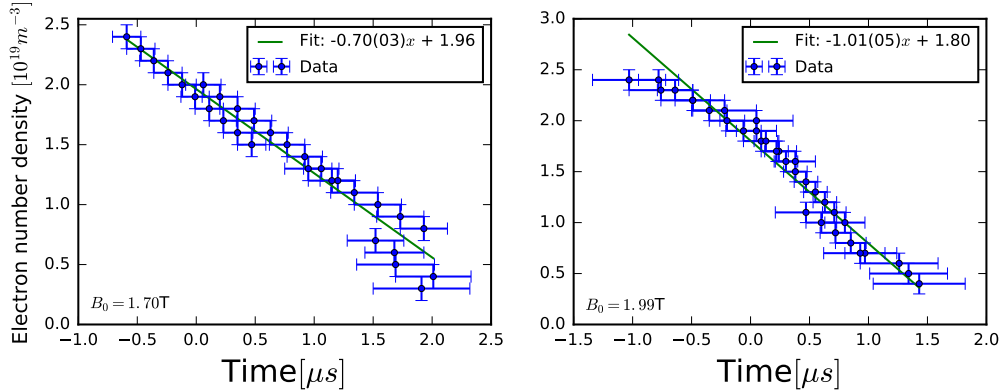 Electron number density [10^{19}m^{-3}]
2.5
2.0
1.5
1.0
0.5
0.0
Fit: -0.70(03)x + 1.96
Data
B_0 = 1.70T
−1.0 −0.5 0.0 0.5 1.0 1.5 2.0 2.5
Time[μs]
3.0
2.5
2.0
1.5
1.0
0.5
0.0
Fit: -1.01(05)x + 1.80
Data
B_0 = 1.99T
−1.5 −1.0 −0.5 0.0 0.5 1.0 1.5 2.0
Time[μs]